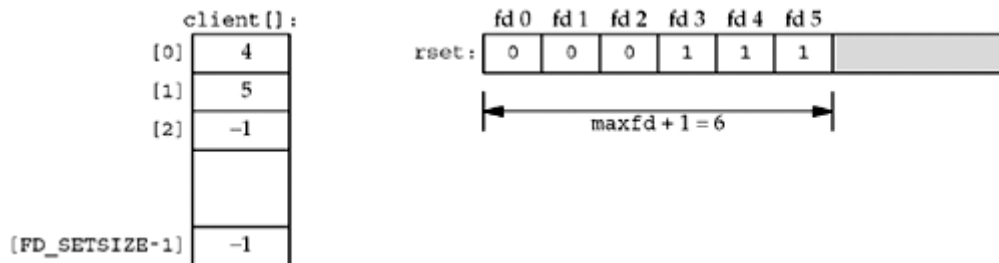 client[]:
[0] 4
[1] 5
[2] −1
[FD_SETSIZE-1] −1
fd 0 fd 1 fd 2 fd 3 fd 4 fd 5
rset: 0 0 0 1 1 1
maxfd + 1 = 6